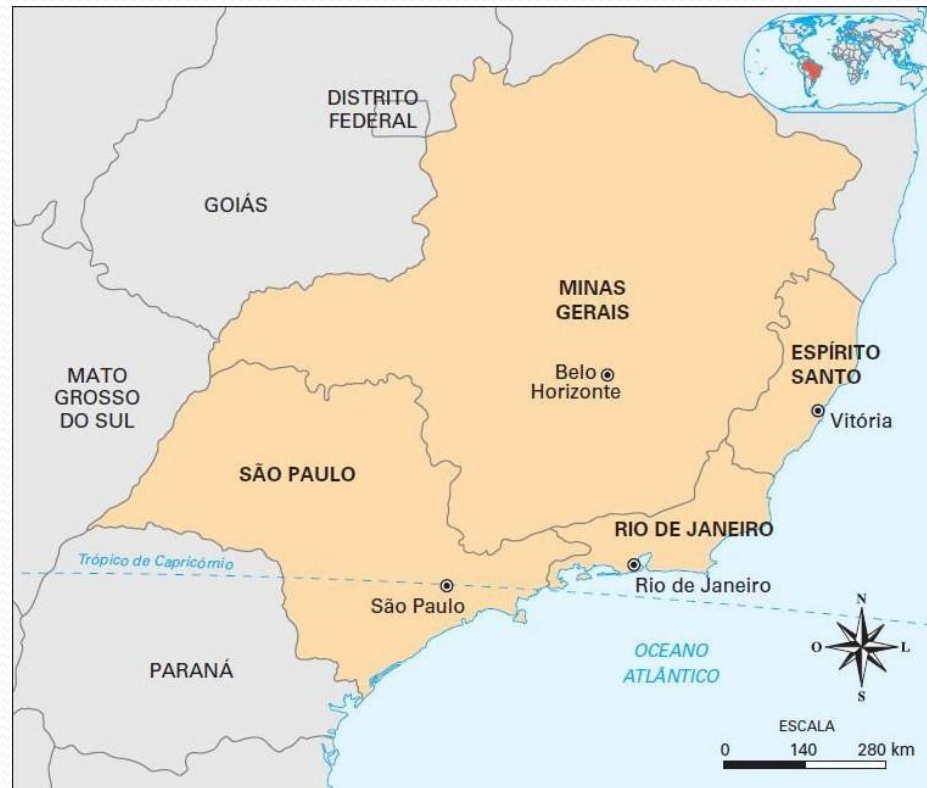 DISTRITO
FEDERAL
GOIÁS
MINAS
GERAIS
ESPÍRITO
SANTO
Belo
Horizonte
MATO
GROSSO
DO SUL
Vitória
SÃO PAULO
RIO DE JANEIRO
Trópico de Capricórnio
Rio de Janeiro
São Paulo
N
O
L
S
OCEANO
ATLÂNTICO
PARANÁ
ESCALA
0 140 280 km